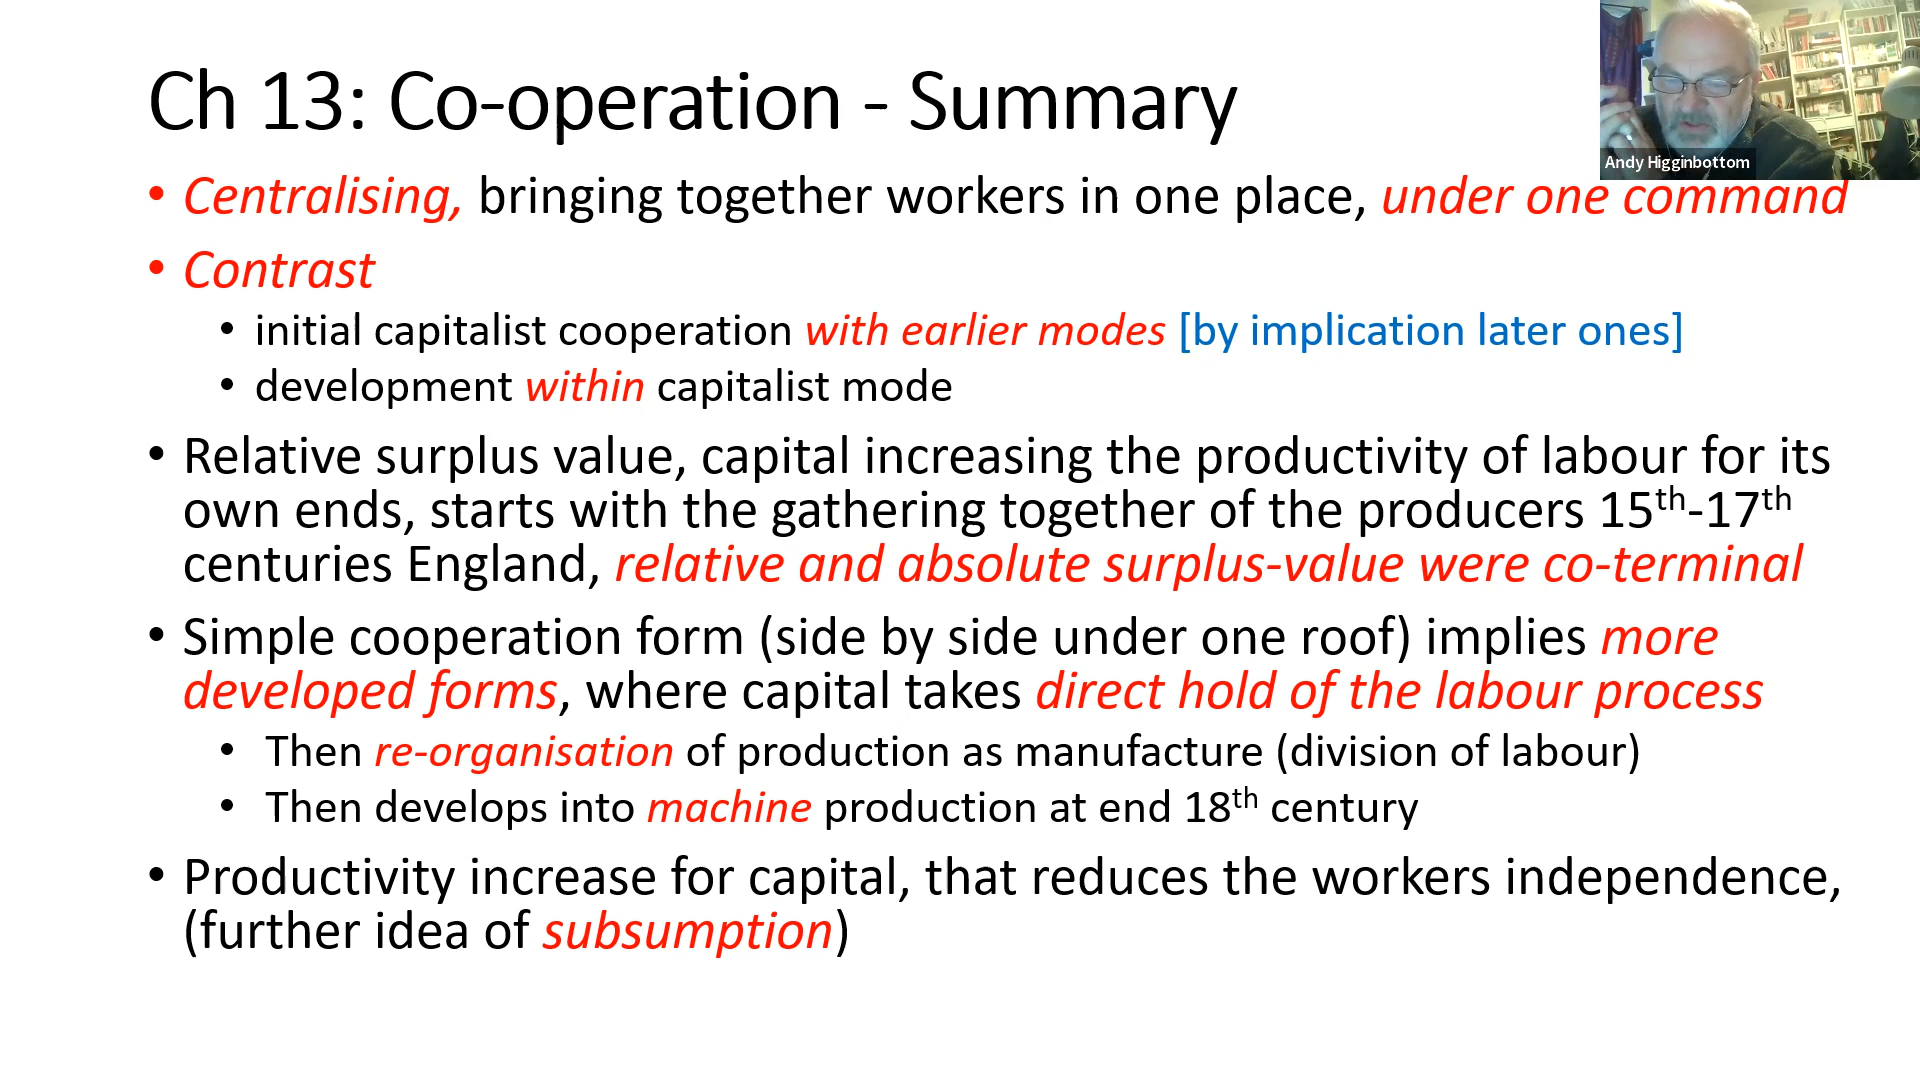 Ch 13: Co-operation - Summary
Andy Higginbottom
• Centralising, bringing together workers in one place, under one command
• Contrast
• initial capitalist cooperation with earlier modes [by implication later ones]
• development within capitalist mode
• Relative surplus value, capital increasing the productivity of labour for its
own ends, starts with the gathering together of the producers 15th-17th
centuries England, relative and absolute surplus-value were co-terminal
• Simple cooperation form (side by side under one roof) implies more
developed forms, where capital takes direct hold of the labour process
• Then re-organisation of production as manufacture (division of labour)
• Then develops into machine production at end 18th century
• Productivity increase for capital, that reduces the workers independence,
(further idea of subsumption)